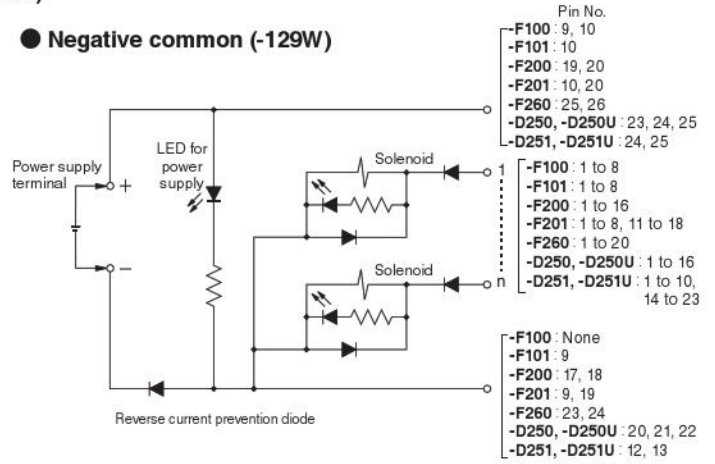 Pin No.
● Negative common (-129W)
-F100 : 9, 10
-F101 : 10
-F200 : 19, 20
-F201 : 10, 20
-F260 : 25, 26
-D250, -D250U : 23, 24, 25
-D251, -D251U : 24, 25
LED for
power
supply
Power supply
terminal
+
−
Solenoid
1
-F100 : 1 to 8
-F101 : 1 to 8
-F200 : 1 to 16
-F201 : 1 to 8, 11 to 18
-F260 : 1 to 20
-D250, -D250U : 1 to 16
-D251, -D251U : 1 to 10,
14 to 23
Solenoid
n
-F100 : None
-F101 : 9
-F200 : 17, 18
-F201 : 9, 19
-F260 : 23, 24
-D250, -D250U : 20, 21, 22
-D251, -D251U : 12, 13
Reverse current prevention diode